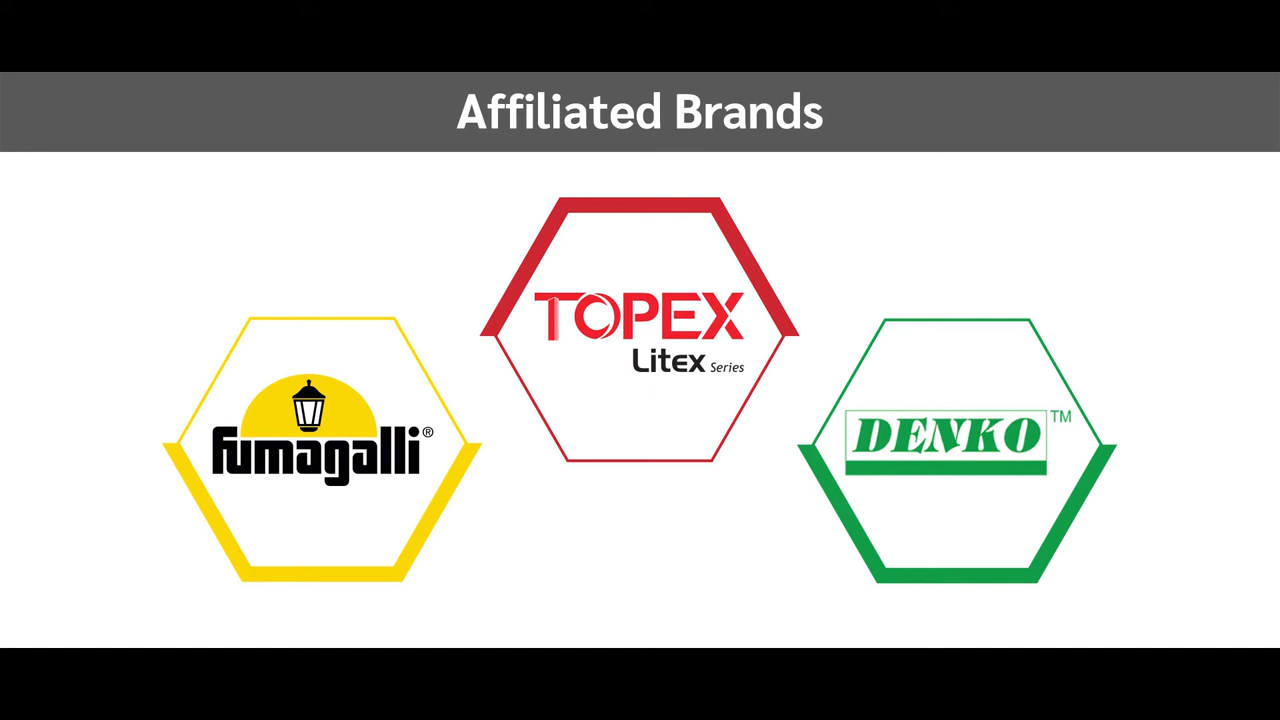 Affiliated Brands
TOPEX
Litex Series
fumagalli®
DENKO™